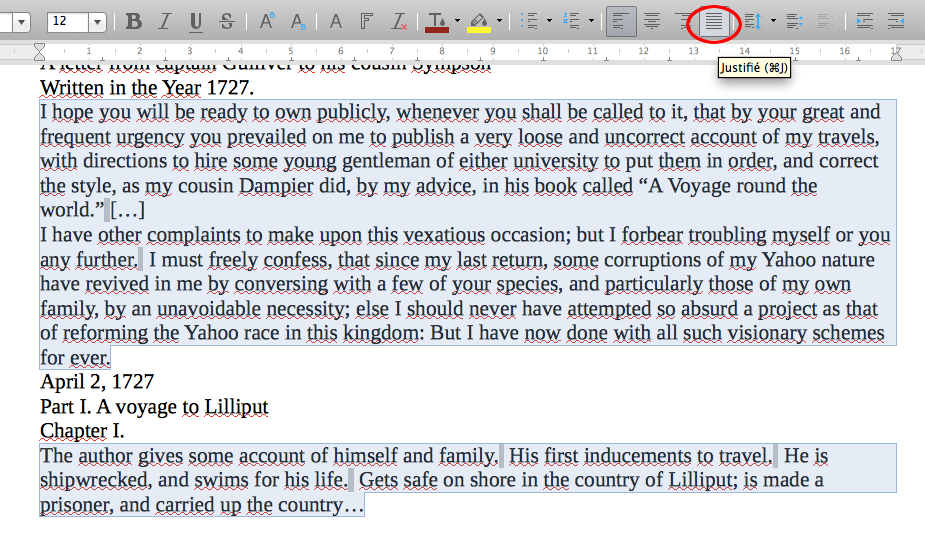 12
B I U S A B A B A F I T
1 2 3 4 5 6 7 8 9 10 11 12 13 14 15 16 17
Justifié (⌘J)
A letter from Captain Gulliver to his cousin Sympson
Written in the Year 1727.
I hope you will be ready to own publicly, whenever you shall be called to it, that by your great and
frequent urgency you prevailed on me to publish a very loose and uncorrect account of my travels,
with directions to hire some young gentleman of either university to put them in order, and correct
the style, as my cousin Dampier did, by my advice, in his book called “A Voyage round the
world.” […]
I have other complaints to make upon this vexatious occasion; but I forbear troubling myself or you
any further. I must freely confess, that since my last return, some corruptions of my Yahoo nature
have revived in me by conversing with a few of your species, and particularly those of my own
family, by an unavoidable necessity; else I should never have attempted so absurd a project as that
of reforming the Yahoo race in this kingdom: But I have now done with all such visionary schemes
for ever.
April 2, 1727
Part I. A voyage to Lilliput
Chapter I.
The author gives some account of himself and family. His first inducements to travel. He is
shipwrecked, and swims for his life. Gets safe on shore in the country of Lilliput; is made a
prisoner, and carried up the country…